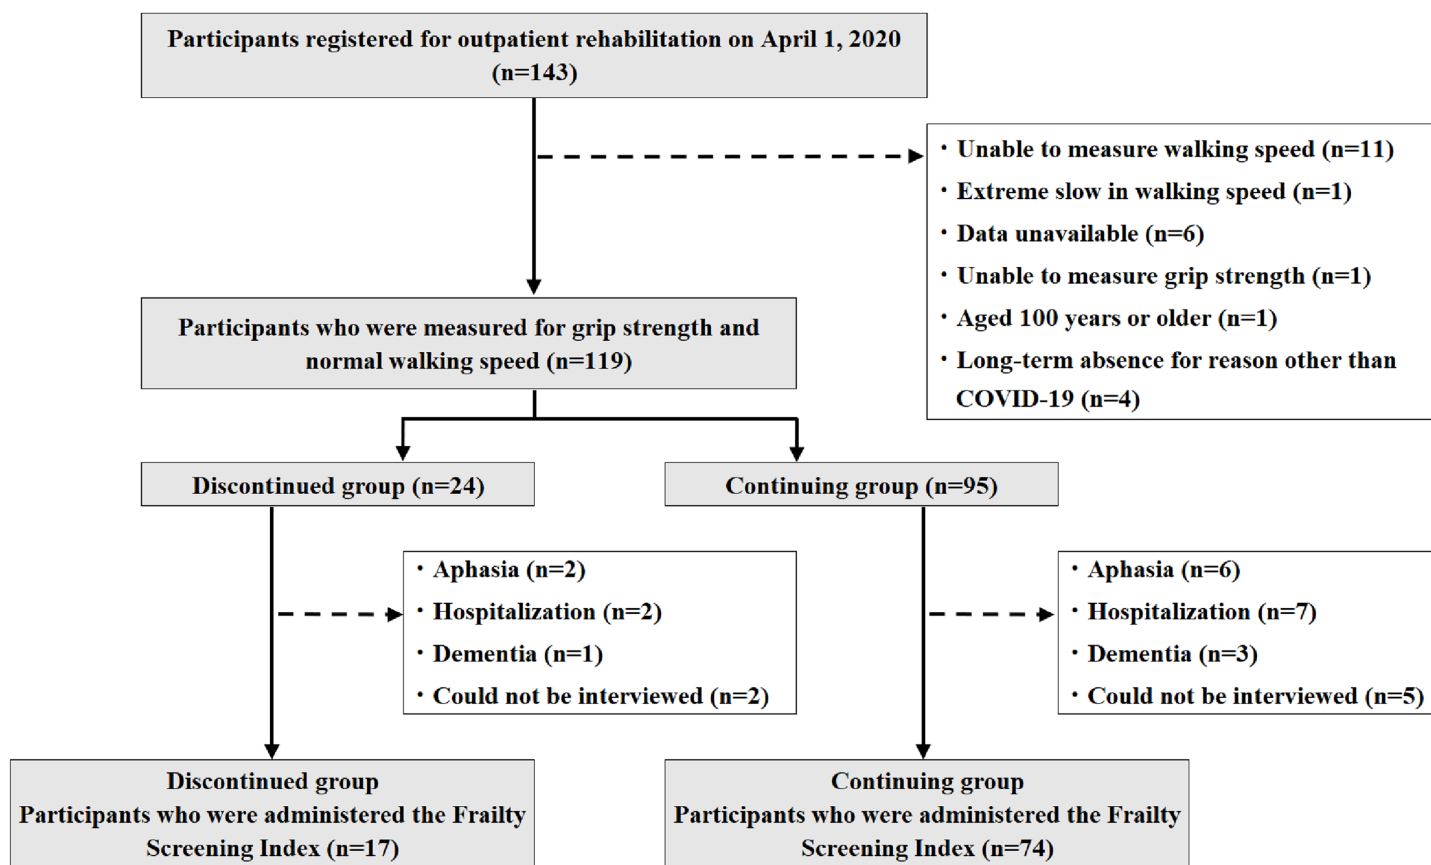 Participants registered for outpatient rehabilitation on April 1, 2020
(n=143)
・Unable to measure walking speed (n=11)
・Extreme slow in walking speed (n=1)
・Data unavailable (n=6)
・Unable to measure grip strength (n=1)
・Aged 100 years or older (n=1)
・Long-term absence for reason other than
COVID-19 (n=4)
Participants who were measured for grip strength and
normal walking speed (n=119)
Discontinued group (n=24)
Continuing group (n=95)
・Aphasia (n=2)
・Hospitalization (n=2)
・Dementia (n=1)
・Could not be interviewed (n=2)
・Aphasia (n=6)
・Hospitalization (n=7)
・Dementia (n=3)
・Could not be interviewed (n=5)
Discontinued group
Participants who were administered the Frailty
Screening Index (n=17)
Continuing group
Participants who were administered the Frailty
Screening Index (n=74)